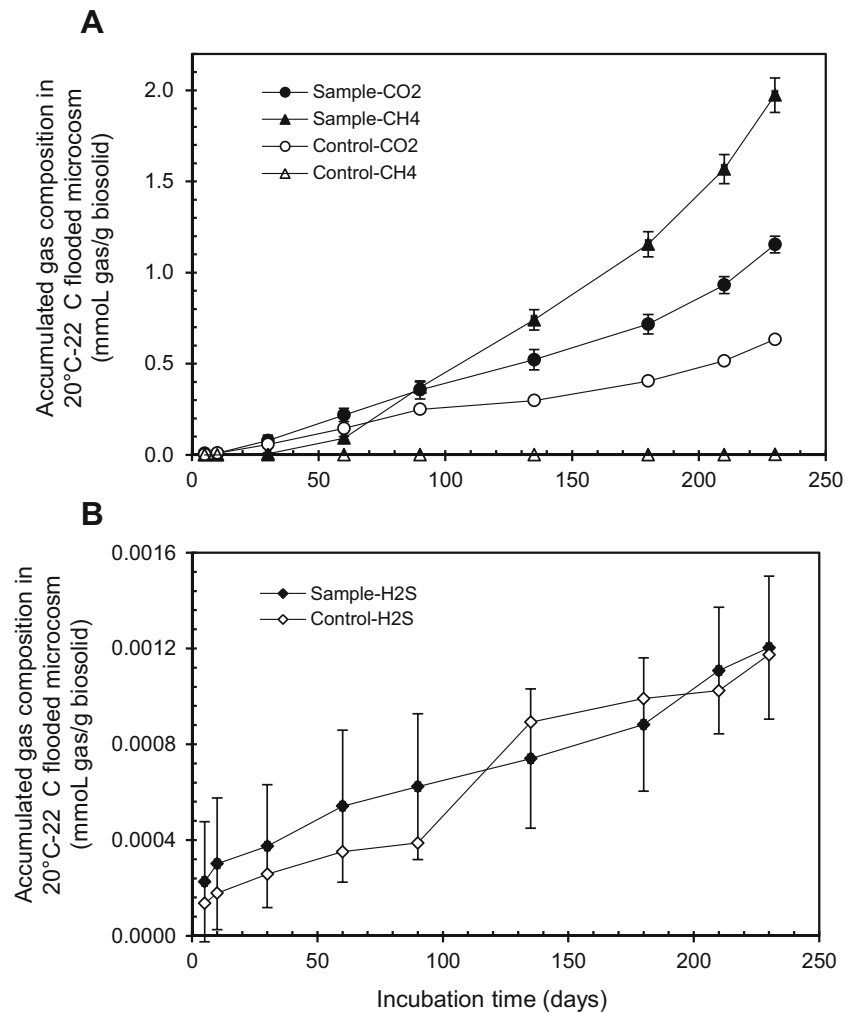 A
Accumulated gas composition in
20°C-22 C flooded microcosm
(mmoL gas/g biosolid)
2.0
1.5
1.0
0.5
0.0
Sample-CO2
Sample-CH4
Control-CO2
Control-CH4
0 50 100 150 200 250
B
Accumulated gas composition in
20°C-22 C flooded microcosm
(mmoL gas/g biosolid)
0.0016
0.0012
0.0008
0.0004
0.0000
Sample-H2S
Control-H2S
0 50 100 150 200 250
Incubation time (days)